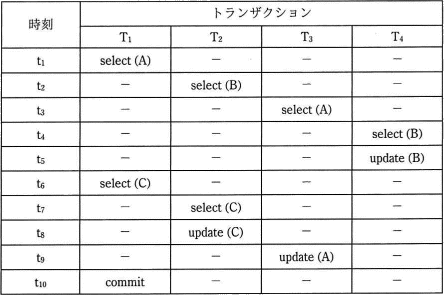 時刻 トランザクション
T₁ T₂ T₃ T₄
t₁ select (A) － － －
t₂ － select (B) － －
t₃ － － select (A) －
t₄ － － － select (B)
t₅ － － － update (B)
t₆ select (C) － － －
t₇ － select (C) － －
t₈ － update (C) － －
t₉ － － update (A) －
t₁₀ commit － － －